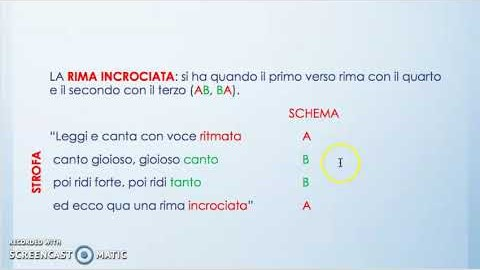 LA RIMA INCROCIATA: si ha quando il primo verso rima con il quarto
e il secondo con il terzo (AB, BA).
SCHEMA
"Leggi e canta con voce ritmata A
canto gioioso, gioioso canto B
poi ridi forte, poi ridi tanto B
ed ecco qua una rima incrociata" A
STROFA
RECORDED WITH
SCREENCAST MATIC